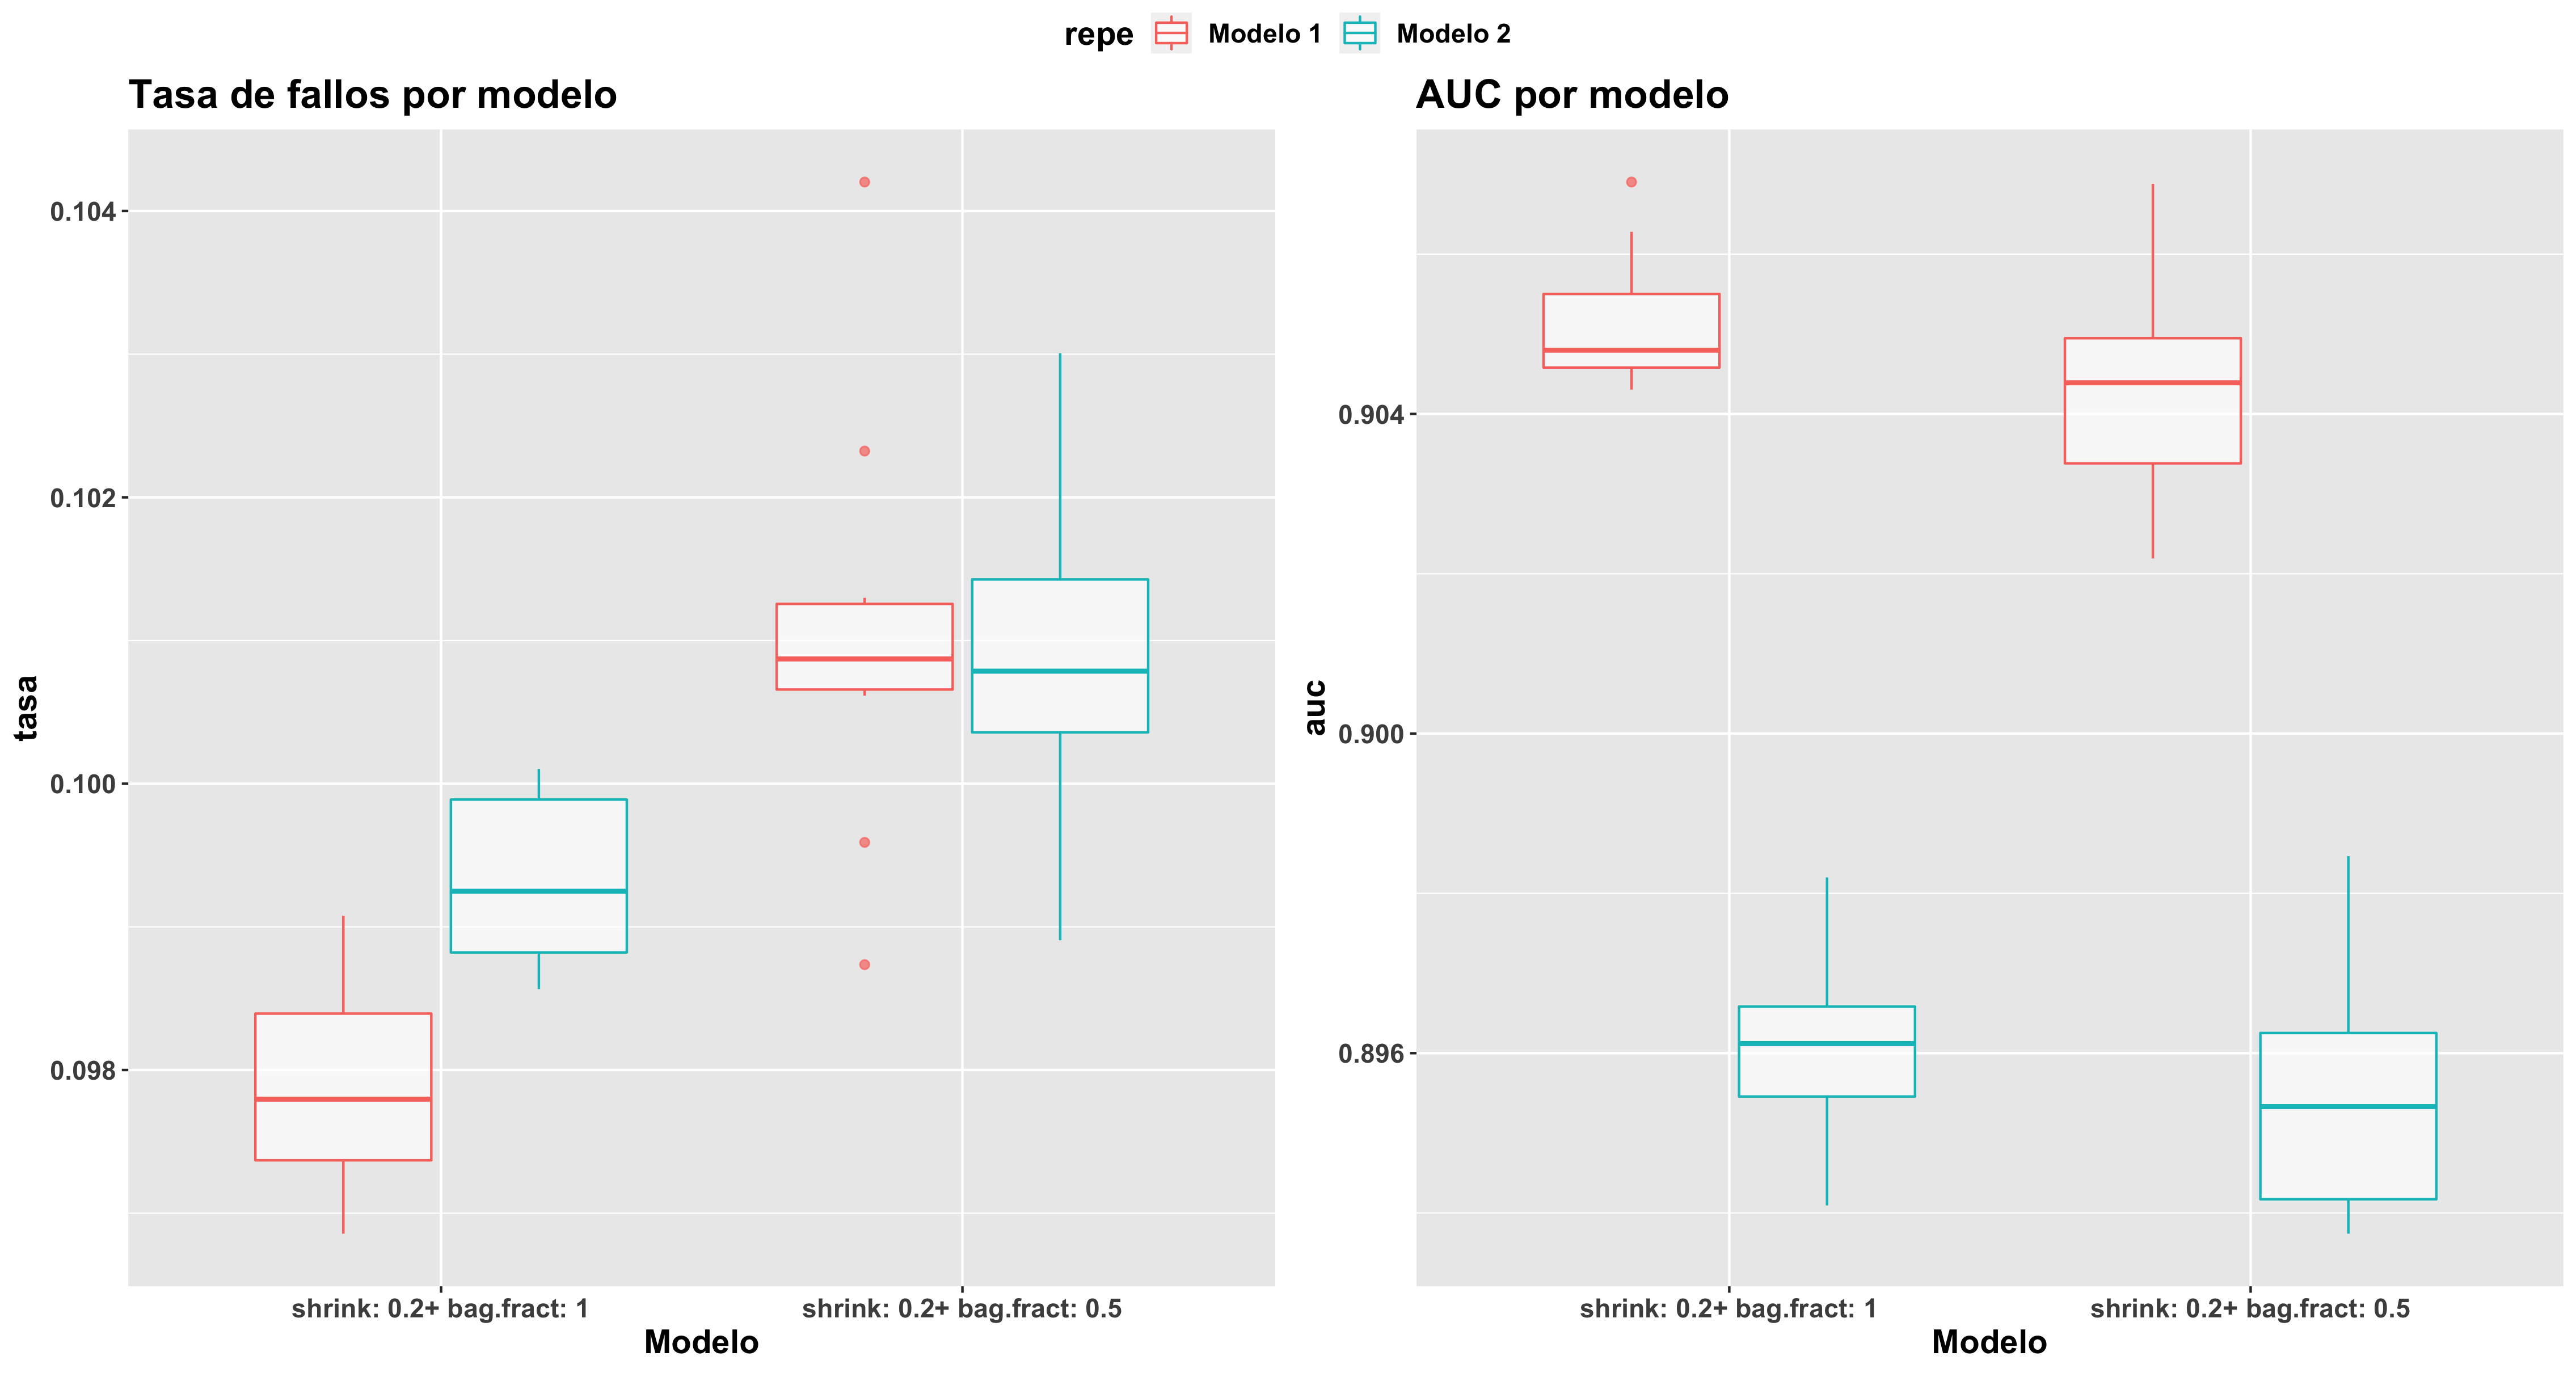 repe Modelo 1 Modelo 2
Tasa de fallos por modelo
0.104
0.102
0.100
0.098
tasa
shrink: 0.2+ bag.fract: 1 shrink: 0.2+ bag.fract: 0.5
Modelo
AUC por modelo
0.904
0.900
0.896
auc
shrink: 0.2+ bag.fract: 1 shrink: 0.2+ bag.fract: 0.5
Modelo